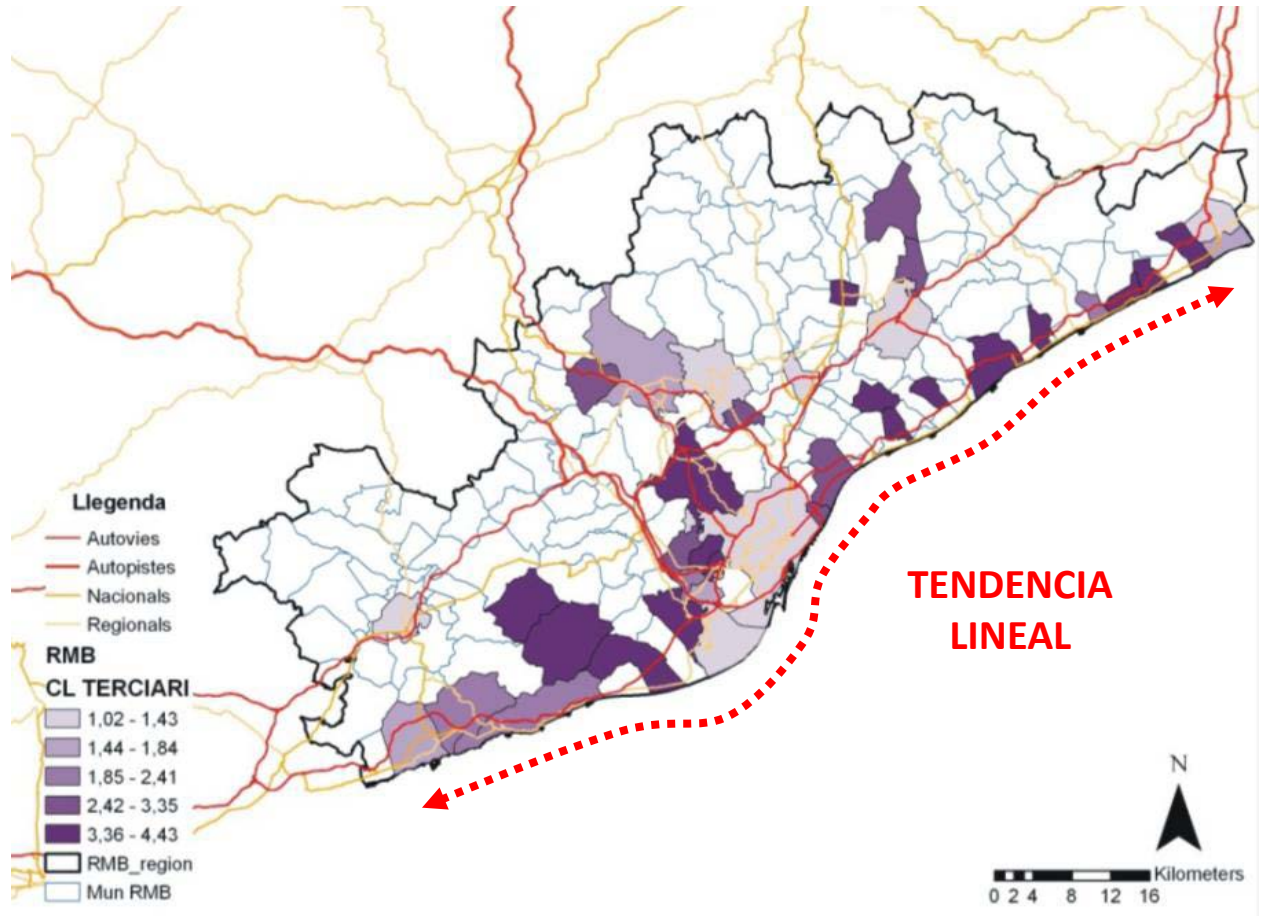 Llegenda
Autovies
Autopistes
Nacionals
Regionals
RMB
CL TERCIARI
1,02 - 1,43
1,44 - 1,84
1,85 - 2,41
2,42 - 3,35
3,36 - 4,43
RMB_region
Mun RMB
TENDENCIA
LINEAL
N
Kilometers
0 2 4 8 12 16